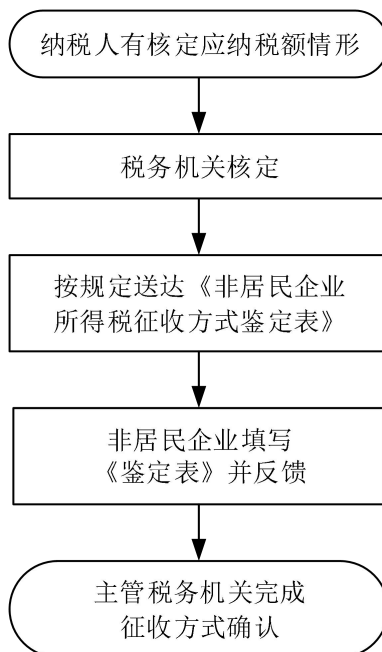 纳税人有核定应纳税额情形
税务机关核定
按规定送达《非居民企业
所得税征收方式鉴定表》
非居民企业填写
《鉴定表》并反馈
主管税务机关完成
征收方式确认